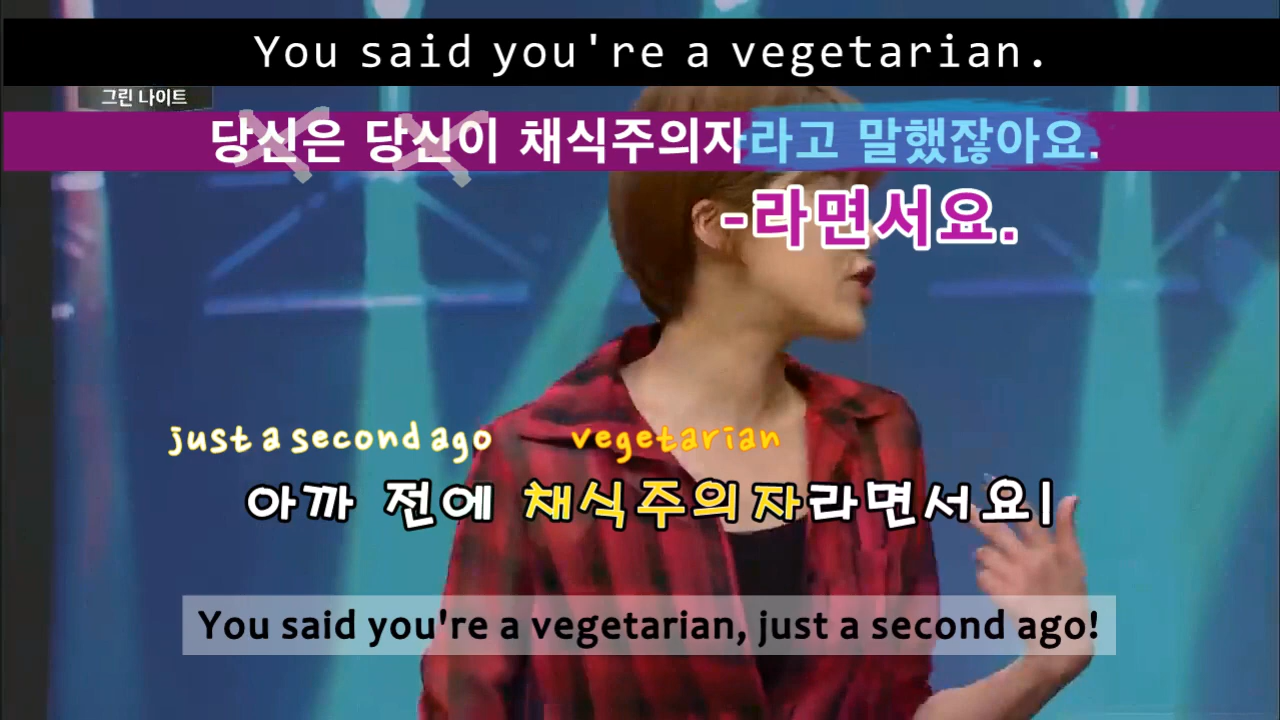 You said you're a vegetarian.
그린 나이트
당신은 당신이 채식주의자라고 말했잖아요.
-라면서요.
just a second ago vegetarian
아까 전에 채식주의자라면서요
You said you're a vegetarian, just a second ago!